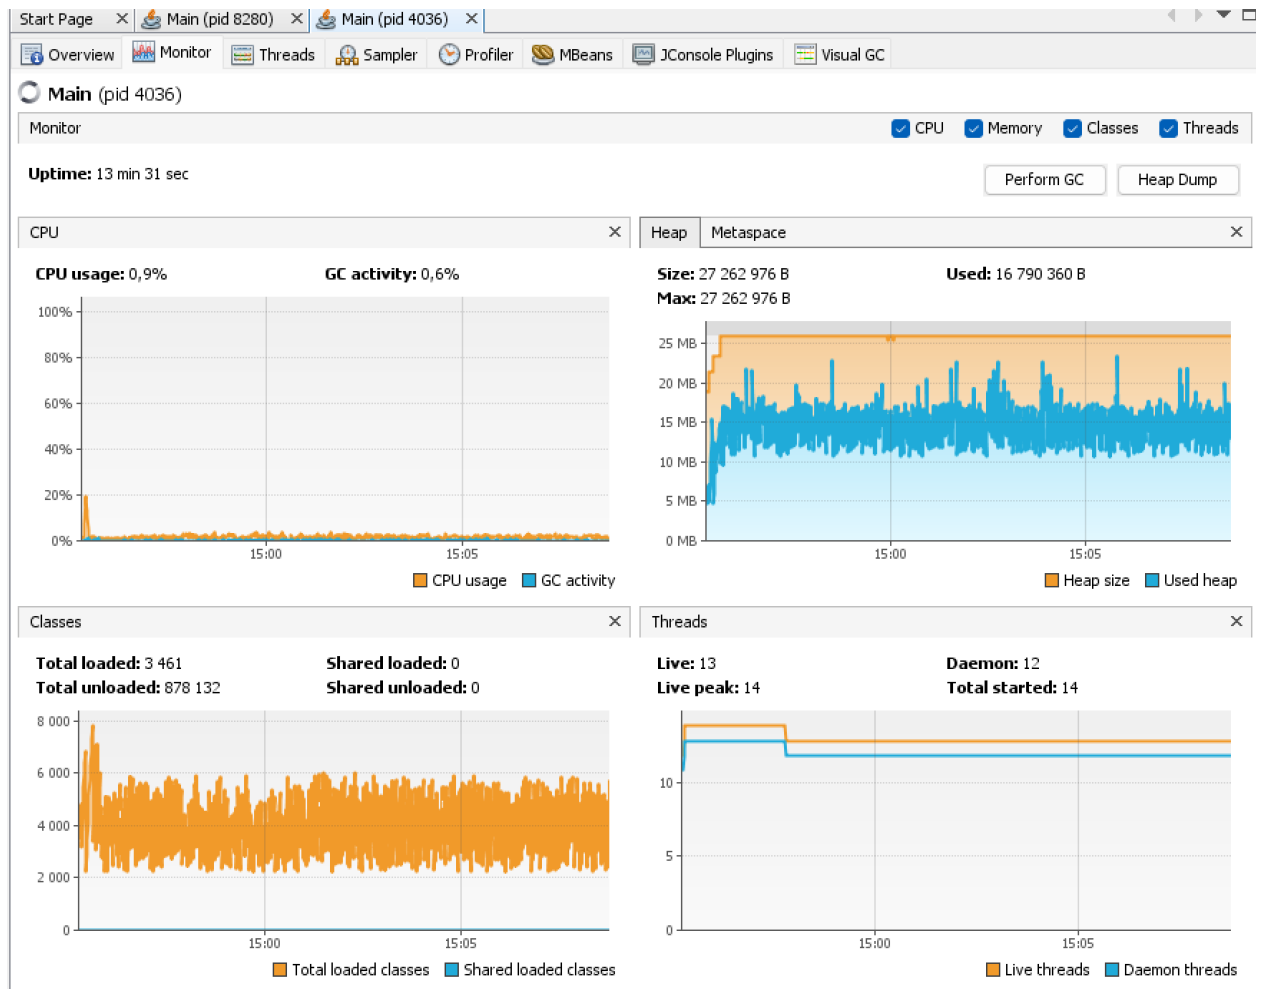 Start Page Main (pid 8280) Main (pid 4036)
Overview Monitor Threads Sampler Profiler MBeans JConsole Plugins Visual GC
Main (pid 4036)
Monitor CPU Memory Classes Threads
Uptime: 13 min 31 sec Perform GC Heap Dump
CPU
CPU usage: 0,9% GC activity: 0,6%
100%
80%
60%
40%
20%
0%
15:00 15:05
CPU usage GC activity
Heap Metaspace
Size: 27 262 976 B Used: 16 790 360 B
Max: 27 262 976 B
25 MB
20 MB
15 MB
10 MB
5 MB
0 MB
15:00 15:05
Heap size Used heap
Classes
Total loaded: 3 461 Shared loaded: 0
Total unloaded: 878 132 Shared unloaded: 0
8 000
6 000
4 000
2 000
0
15:00 15:05
Total loaded classes Shared loaded classes
Threads
Live: 13 Daemon: 12
Live peak: 14 Total started: 14
10
5
0
15:00 15:05
Live threads Daemon threads